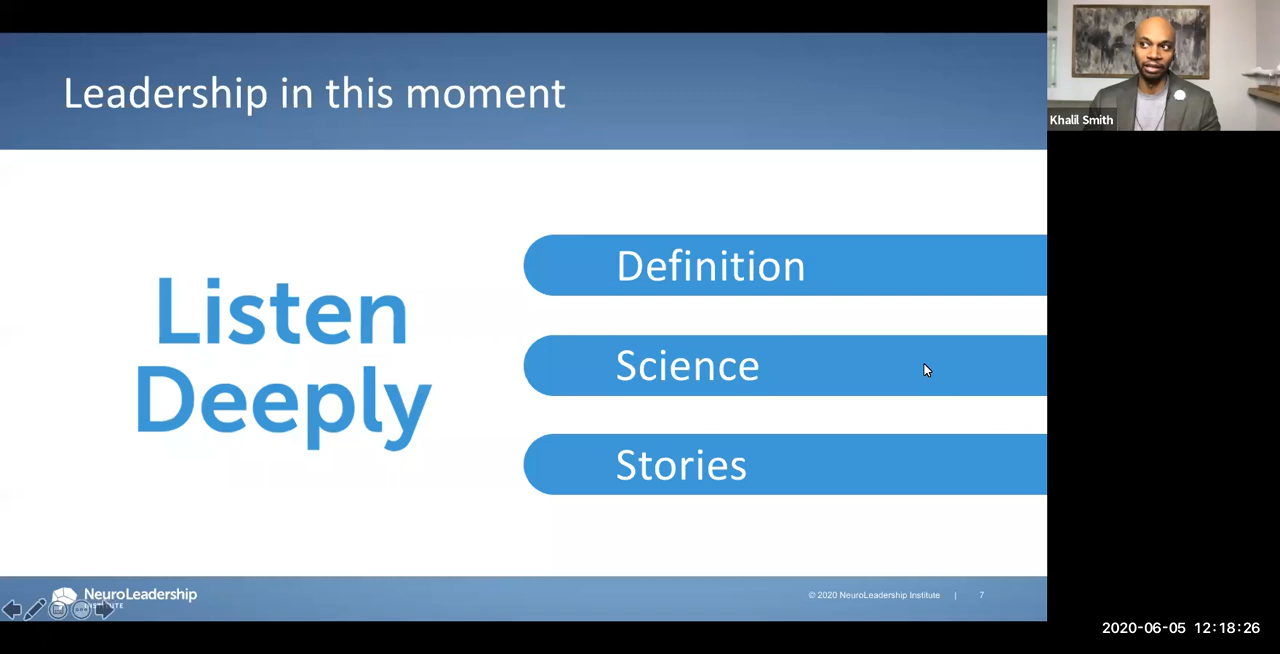 Leadership in this moment
Khalil Smith
Listen
Deeply
Definition
Science
Stories
NeuroLeadership
INSTITUTE
© 2020 NeuroLeadership Institute | 7
2020-06-05 12:18:26